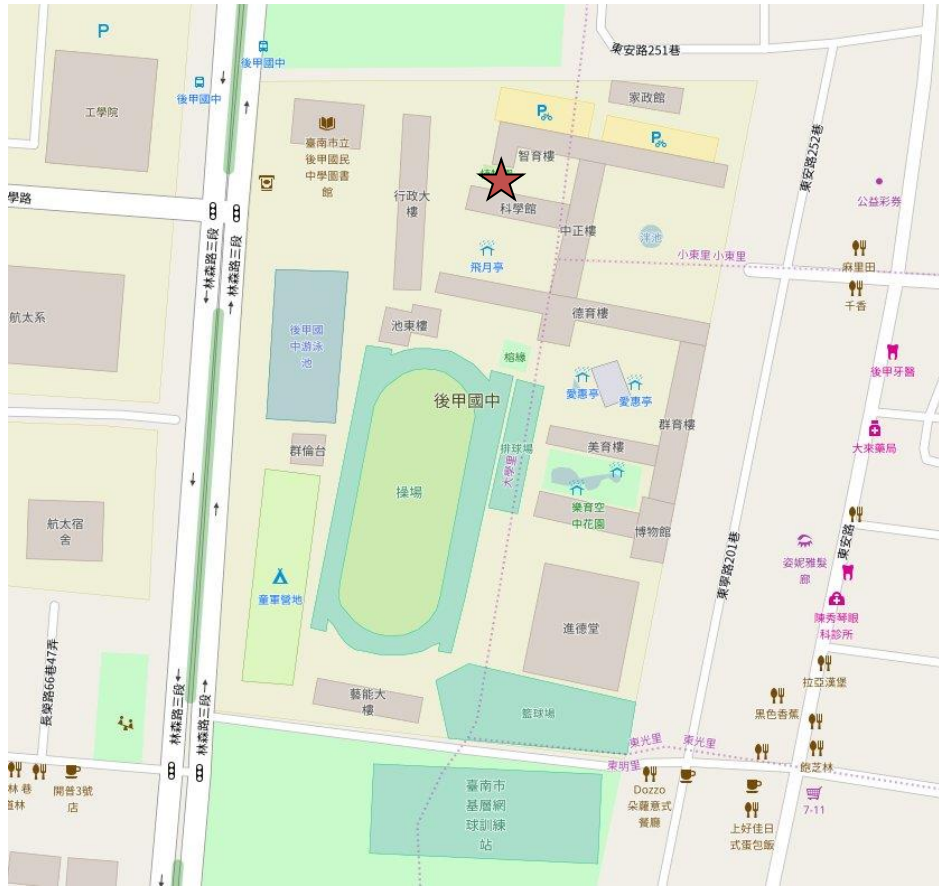 P
後甲國中
後甲國中
工學院
臺南市立
後甲國民
中學圖書
館
行政大
樓
家政館
P
P
智育樓
科學館
中正樓
東安路251巷
東安路252巷
公益彩券
學路
林森路三段
林森路三段
飛月亭
小東里
小東里
麻里田
千香
航太系
後甲國
中游泳
池
池東樓
德育樓
榕緣
後甲國中
愛惠亭
愛惠亭
群育樓
後甲牙醫
群倫台
操場
排球場
大學里
美育樓
大來藥局
樂育空
中花園
博物館
航太宿
舍
東寧路201巷
東安路
姿妮雅髮
廊
童軍營地
進德堂
陳秀琴眼
科診所
長榮路66巷47弄
林森路三段
林森路三段
藝能大
樓
籃球場
拉亞漢堡
黑色香蕉
東光里
東光里
東明里
鮑芝林
林 巷
開普3號
店
臺南市
基層網
球訓練
站
Dozzo
朵蘿意式
餐廳
上好佳日
式蛋包飯
7-11